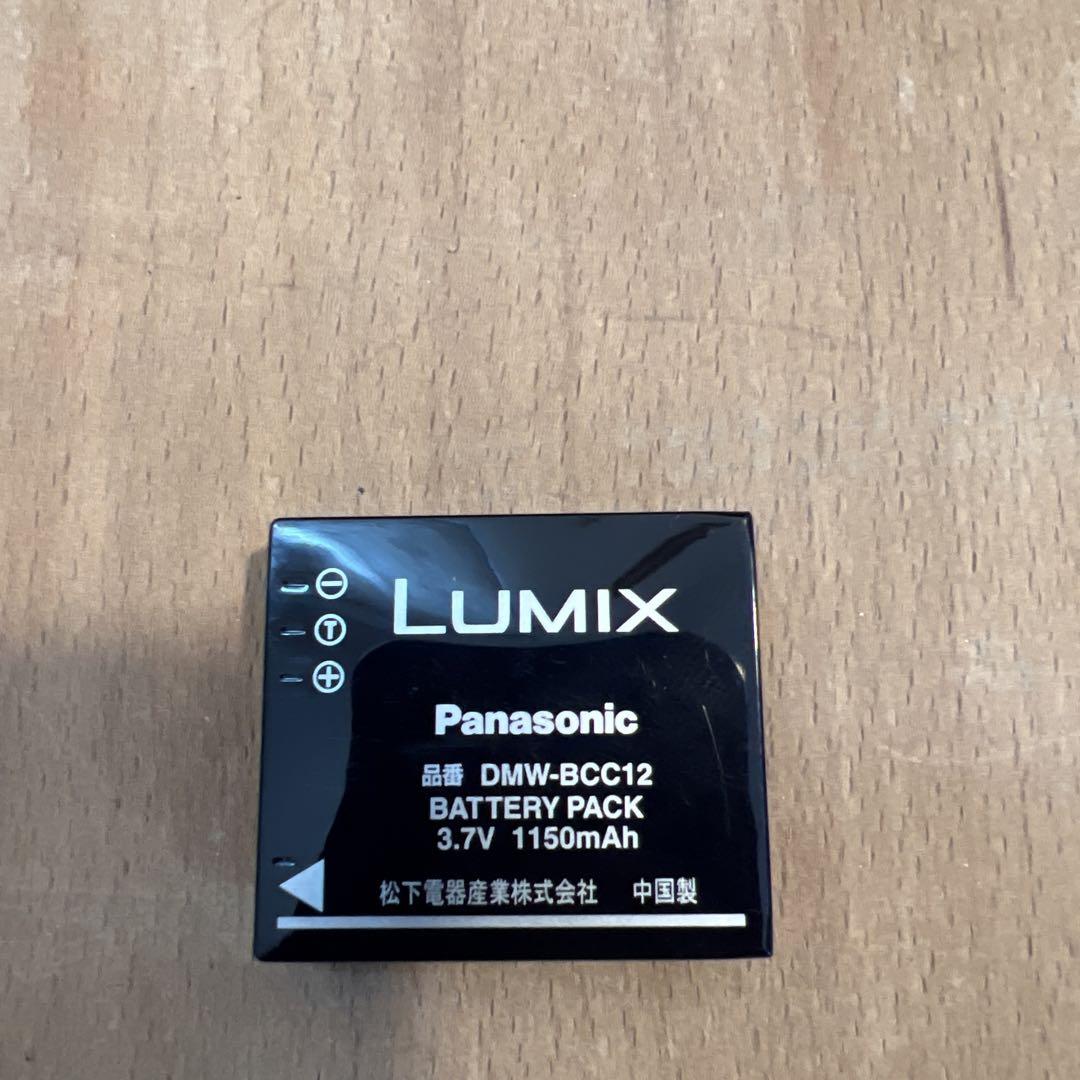 LUMIX
⊖
T
⊕
Panasonic
品番 DMW-BCC12
BATTERY PACK
3.7V 1150mAh
松下電器産業株式会社 中国製